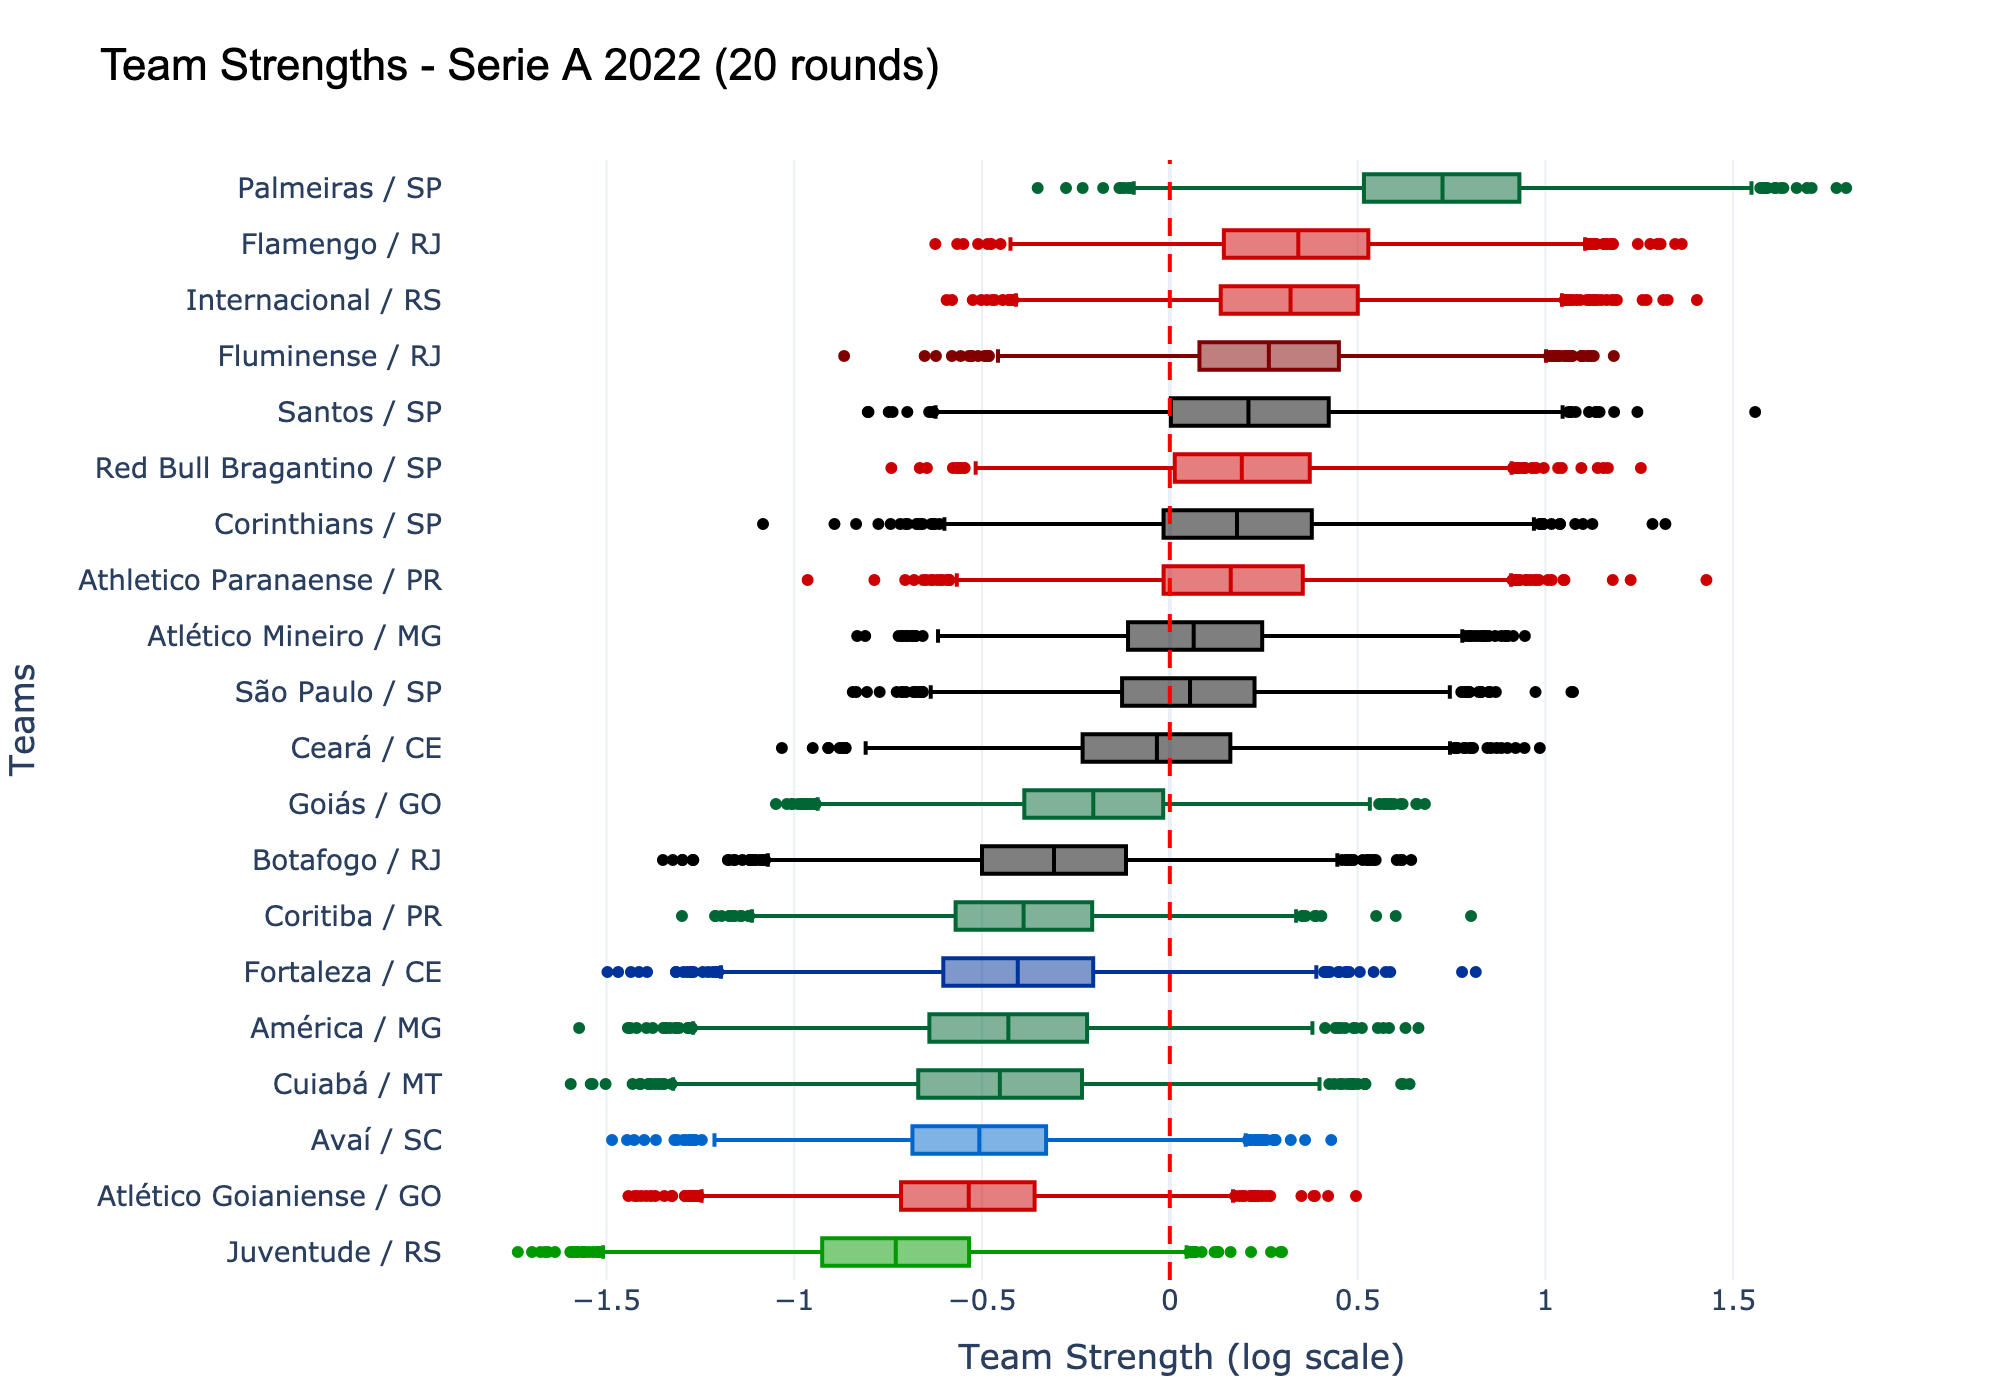 Team Strengths - Serie A 2022 (20 rounds)
Palmeiras / SP
Flamengo / RJ
Internacional / RS
Fluminense / RJ
Santos / SP
Red Bull Bragantino / SP
Corinthians / SP
Athletico Paranaense / PR
Atlético Mineiro / MG
São Paulo / SP
Ceará / CE
Goiás / GO
Botafogo / RJ
Coritiba / PR
Fortaleza / CE
América / MG
Cuiabá / MT
Avaí / SC
Atlético Goianiense / GO
Juventude / RS
Teams
−1.5 −1 −0.5 0 0.5 1 1.5
Team Strength (log scale)